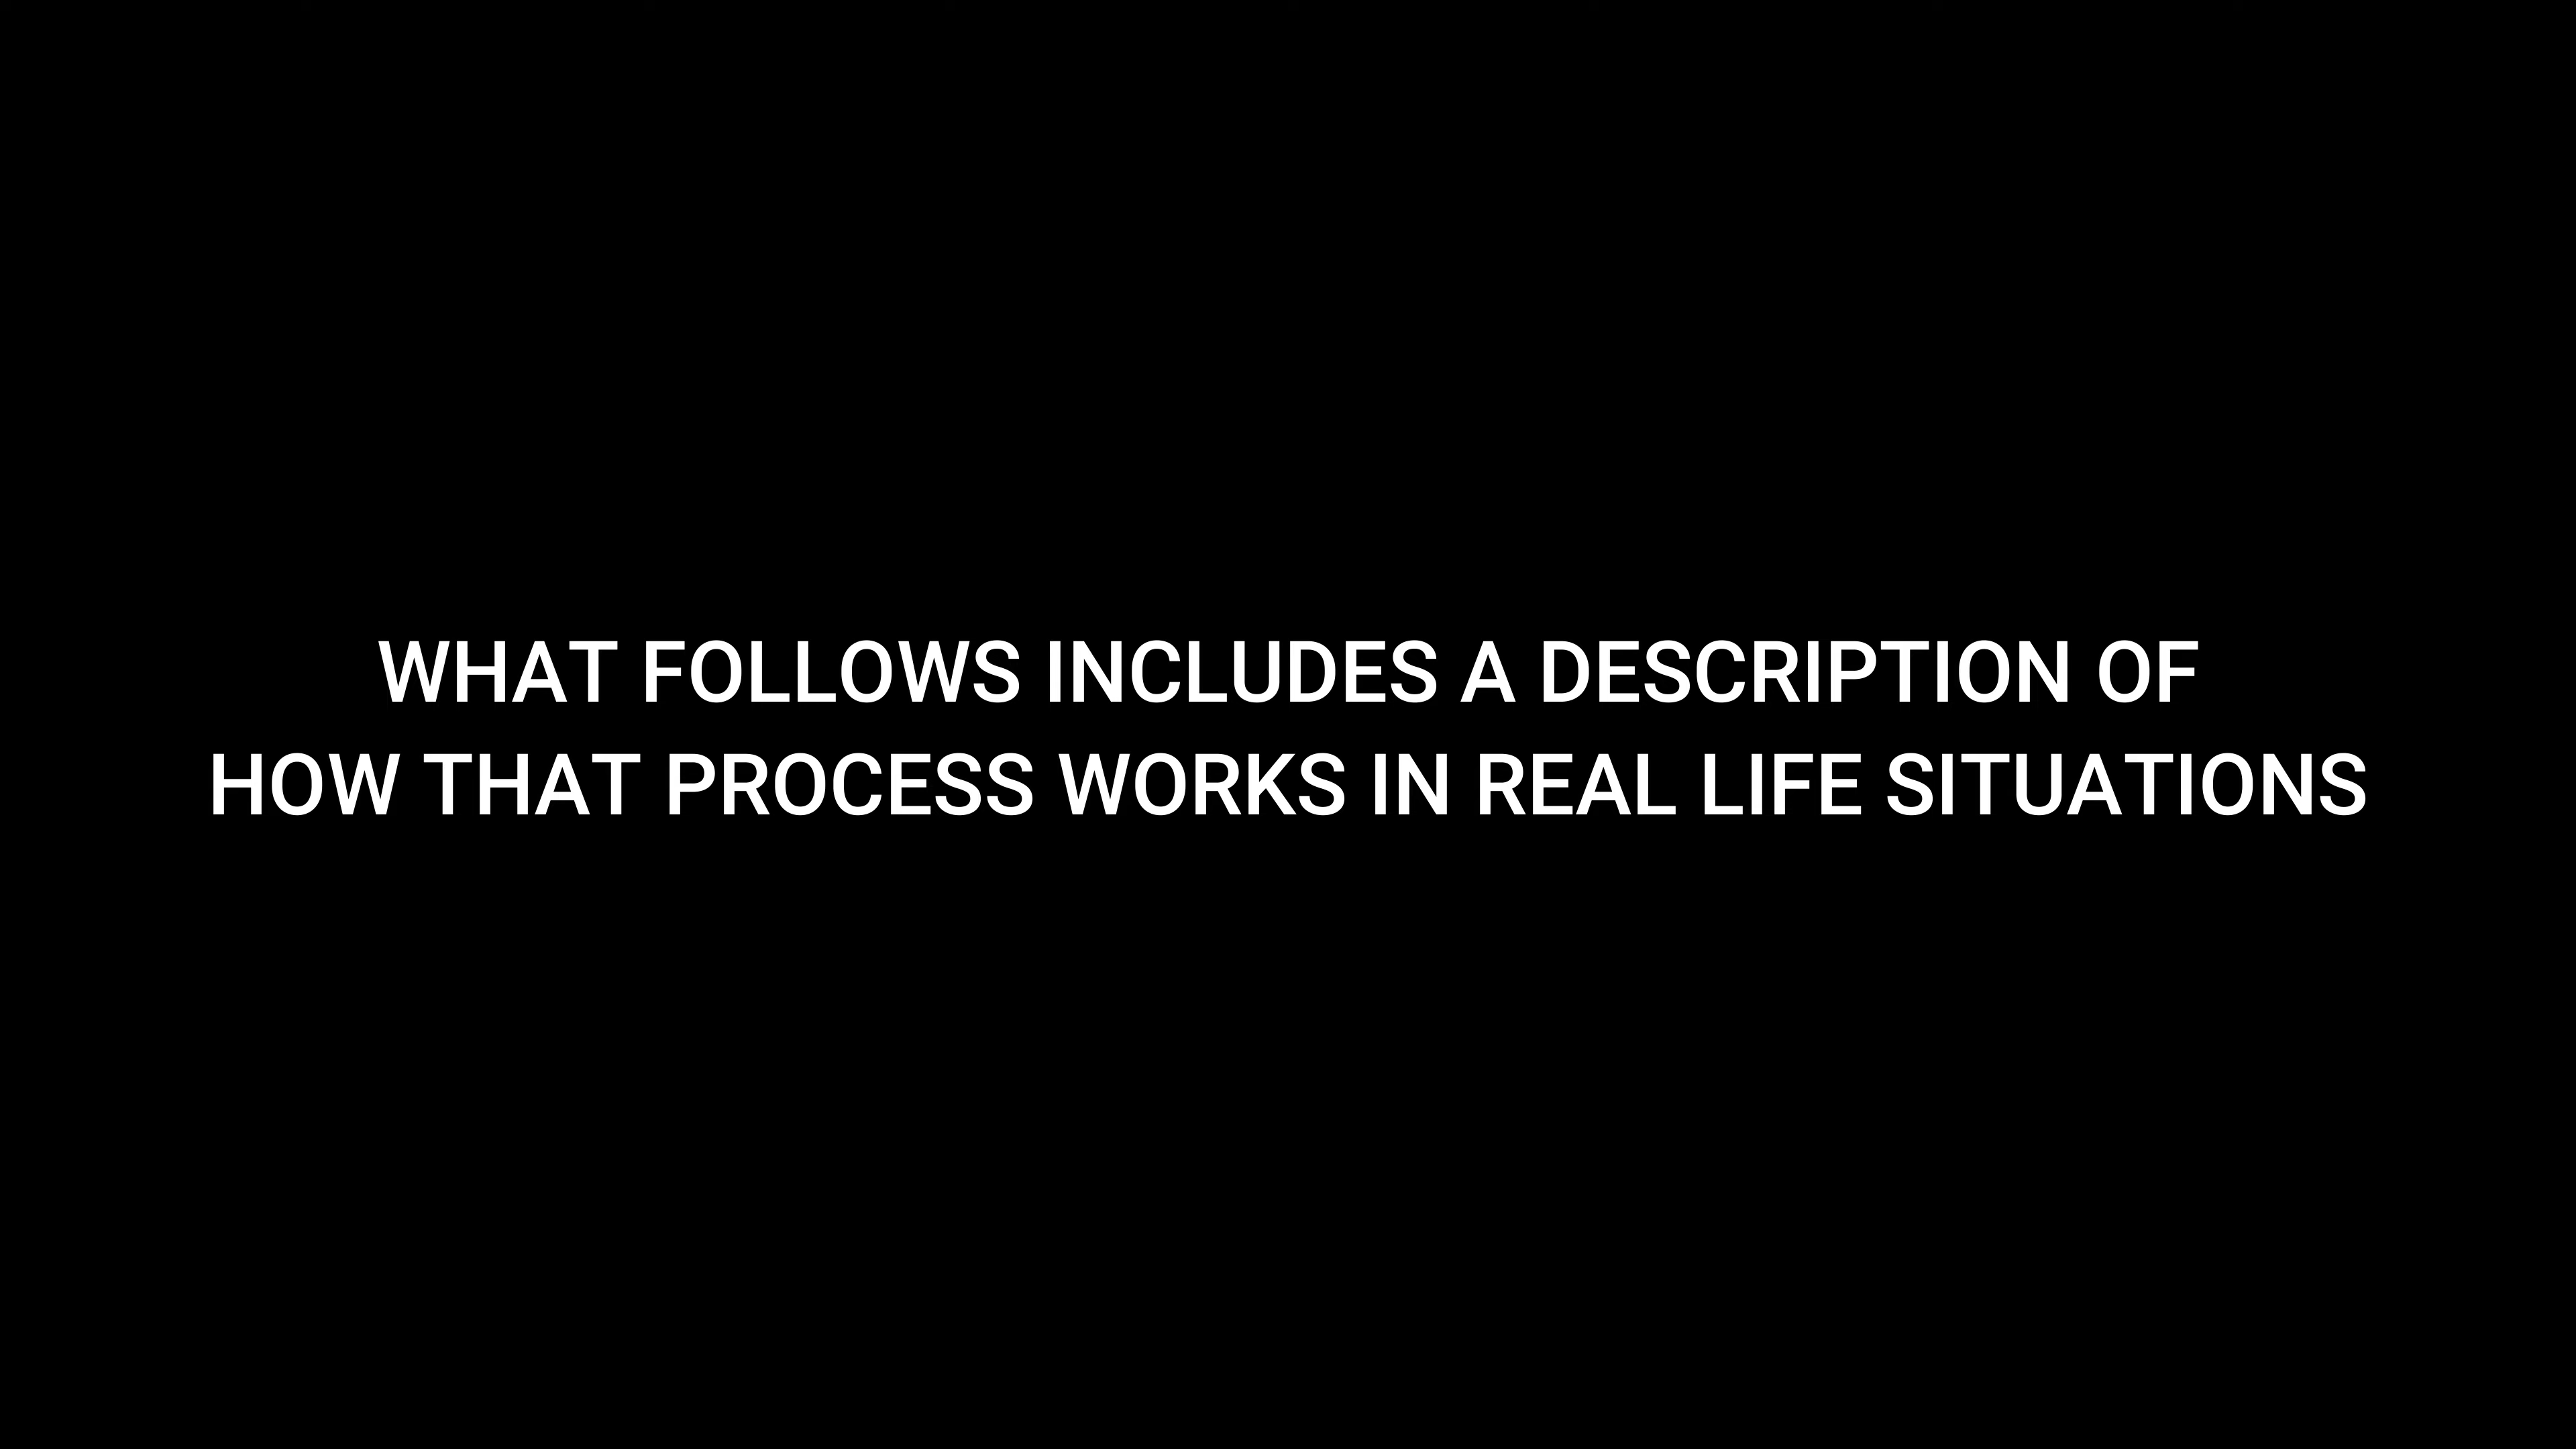 WHAT FOLLOWS INCLUDES A DESCRIPTION OF
HOW THAT PROCESS WORKS IN REAL LIFE SITUATIONS